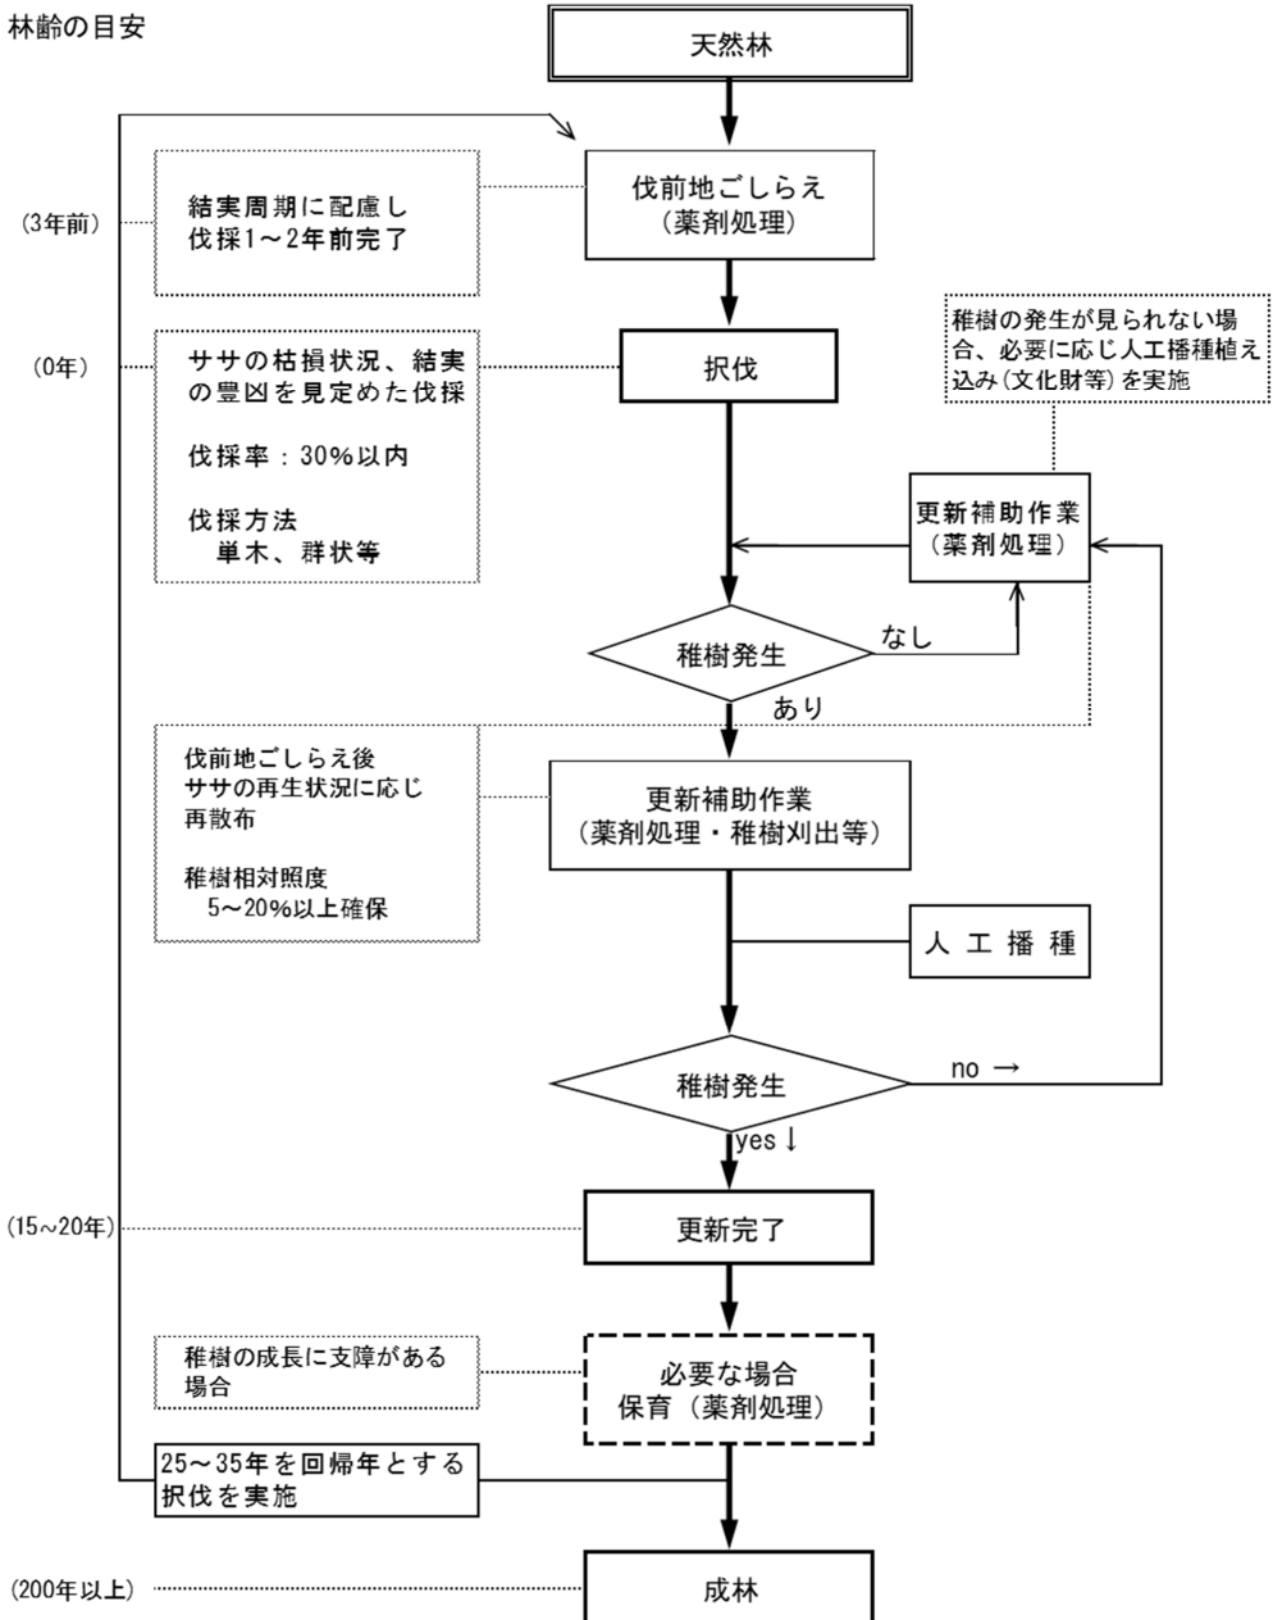 林齢の目安
天然林
伐前地ごしらえ
(薬剤処理)
(3年前)
結実周期に配慮し
伐採1～2年前完了
稚樹の発生が見られない場
合、必要に応じ人工播種植え
込み(文化財等)を実施
(0年)
ササの枯損状況、結実
の豊凶を見定めた伐採
伐採率：30%以内
伐採方法
単木、群状等
択伐
更新補助作業
(薬剤処理)
稚樹発生
なし
あり
伐前地ごしらえ後
ササの再生状況に応じ
再散布
稚樹相対照度
5～20%以上確保
更新補助作業
(薬剤処理・稚樹刈出等)
人工播種
稚樹発生
no →
yes↓
(15~20年)
更新完了
稚樹の成長に支障がある
場合
必要な場合
保育（薬剤処理）
25～35年を回帰年とする
択伐を実施
(200年以上)
成林